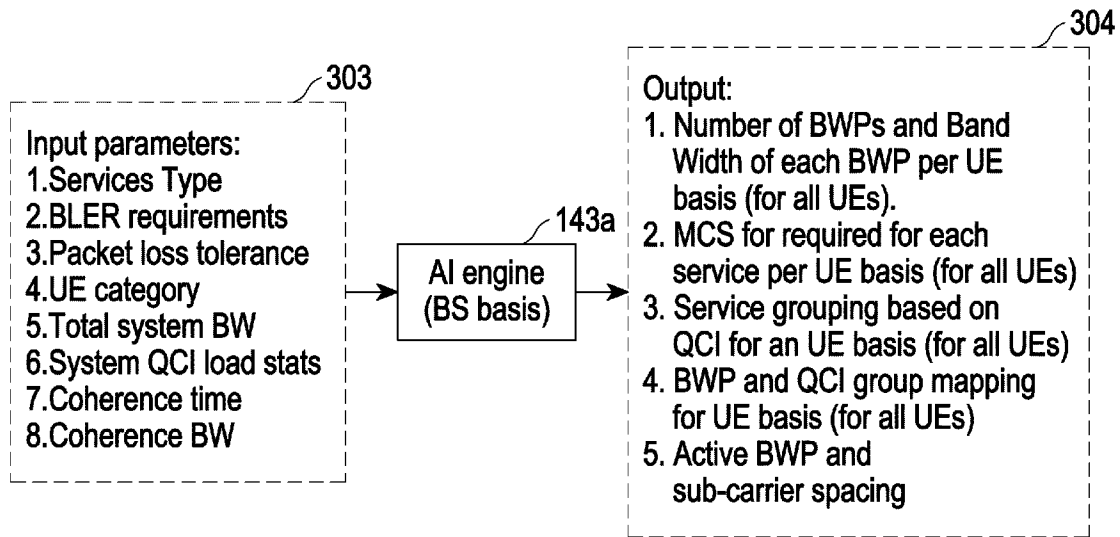 303
Input parameters:
1.Services Type
2.BLER requirements
3.Packet loss tolerance
4.UE category
5.Total system BW
6.System QCI load stats
7.Coherence time
8.Coherence BW
143a
AI engine
(BS basis)
304
Output:
1. Number of BWPs and Band
Width of each BWP per UE
basis (for all UEs).
2. MCS for required for each
service per UE basis (for all UEs)
3. Service grouping based on
QCI for an UE basis (for all UEs)
4. BWP and QCI group mapping
for UE basis (for all UEs)
5. Active BWP and
sub-carrier spacing